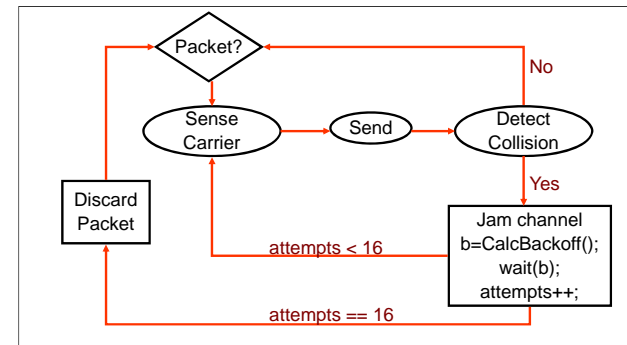 Packet?
No
Sense
Carrier
Send
Detect
Collision
Yes
Discard
Packet
Jam channel
b=CalcBackoff();
wait(b);
attempts++;
attempts < 16
attempts == 16